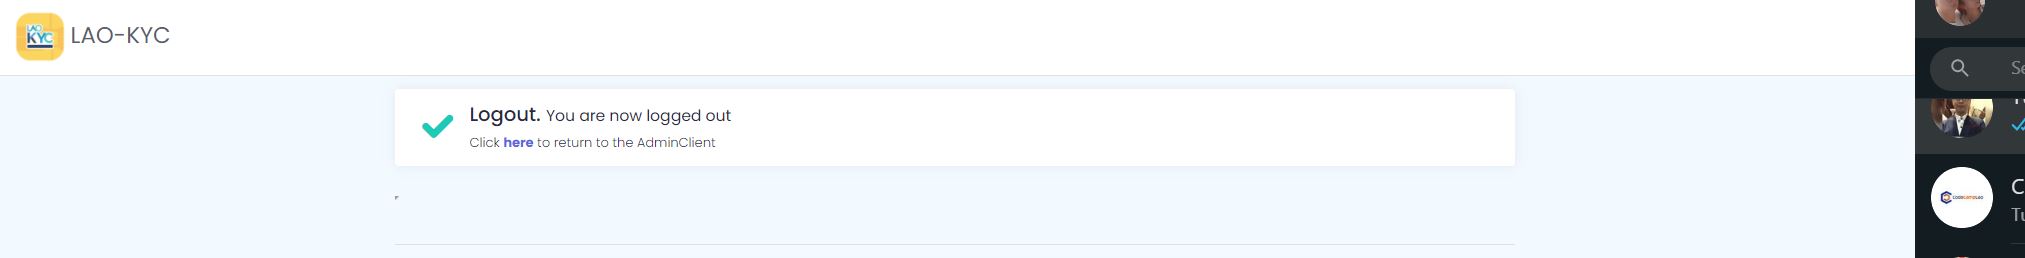 LAO KYC
LAO-KYC
Logout. You are now logged out
Click here to return to the AdminClient
Se
C
Tu